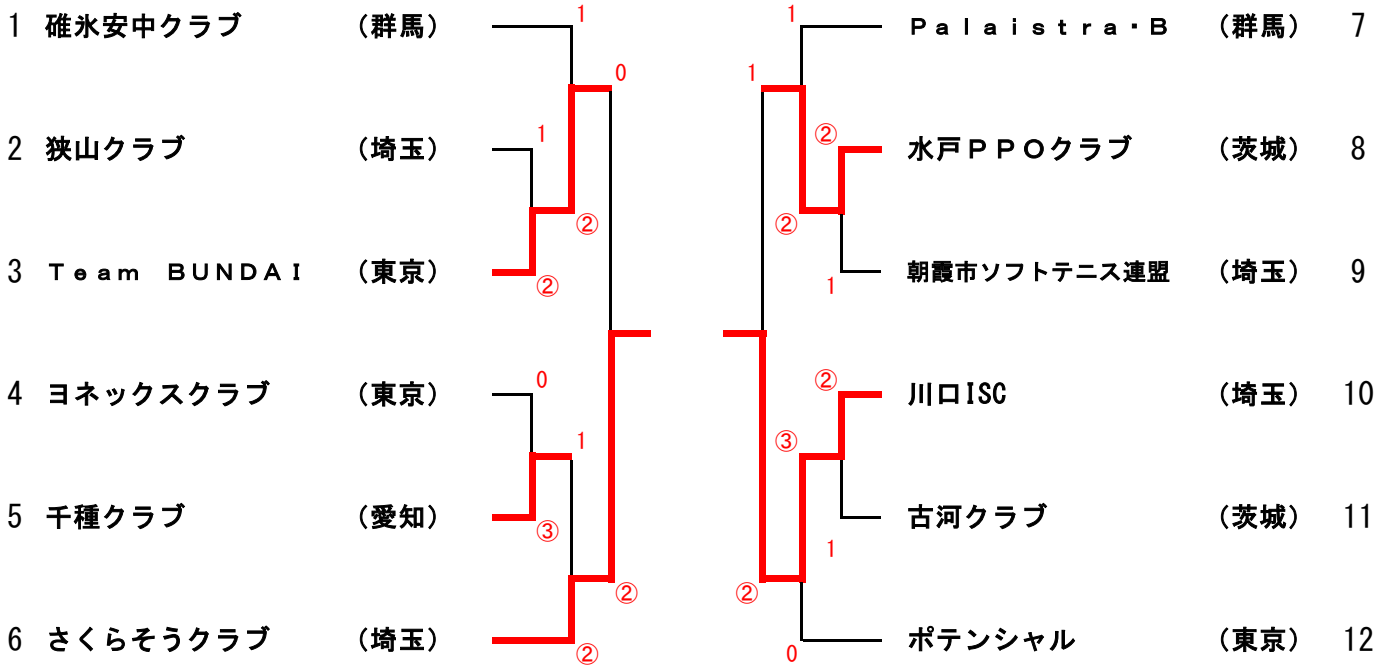 1 碓氷安中クラブ （群馬） 1 1 Ｐａｌａｉｓｔｒａ・Ｂ （群馬） 7
0 1
2 狭山クラブ （埼玉） 1 ② 水戸ＰＰＯクラブ （茨城） 8
② ②
3 Ｔｅａｍ　ＢＵＮＤＡＩ （東京） ② 1 朝霞市ソフトテニス連盟 （埼玉） 9
4 ヨネックスクラブ （東京） 0 ② 川口ISC （埼玉） 10
1 ③
5 千種クラブ （愛知） ③ 1 古河クラブ （茨城） 11
② ②
6 さくらそうクラブ （埼玉） ② 0 ポテンシャル （東京） 12